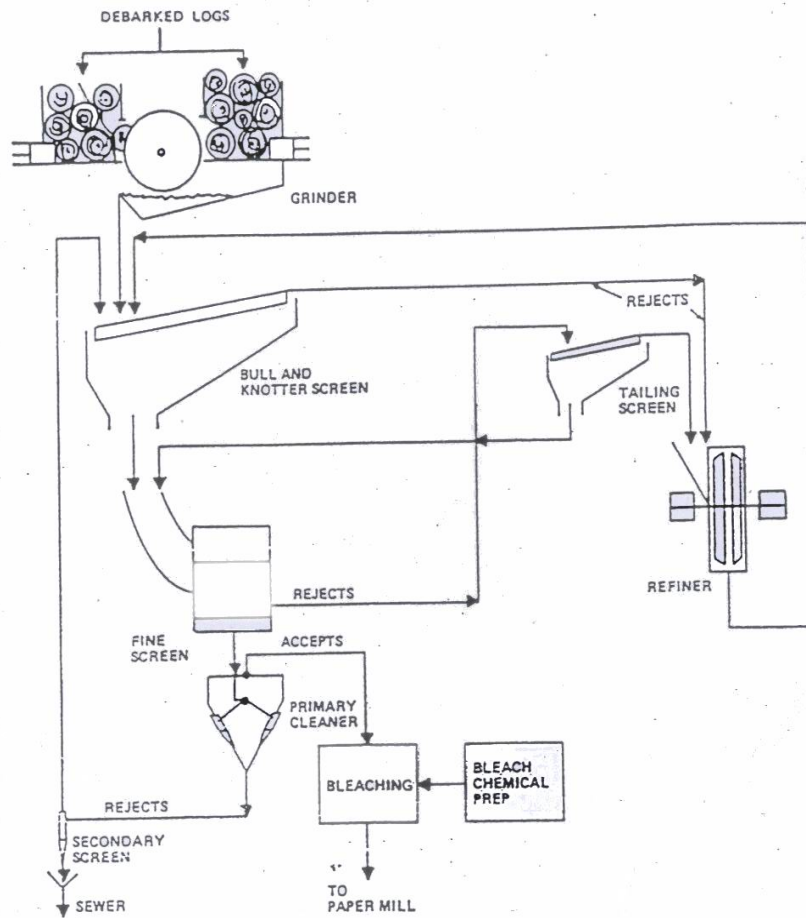 DEBARKED LOGS
GRINDER
REJECTS
BULL AND
KNOTTER SCREEN
TAILING
SCREEN
REFINER
REJECTS
FINE
SCREEN
ACCEPTS
PRIMARY
CLEANER
BLEACHING
BLEACH
CHEMICAL
PREP
REJECTS
SECONDARY
SCREEN
SEWER
TO
PAPER MILL